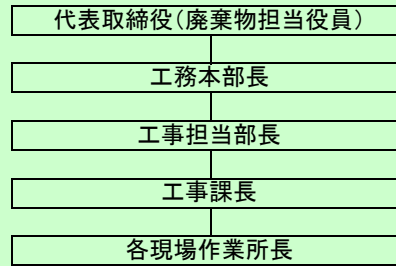 代表取締役（廃棄物担当役員）
工務本部長
工事担当部長
工事課長
各現場作業所長